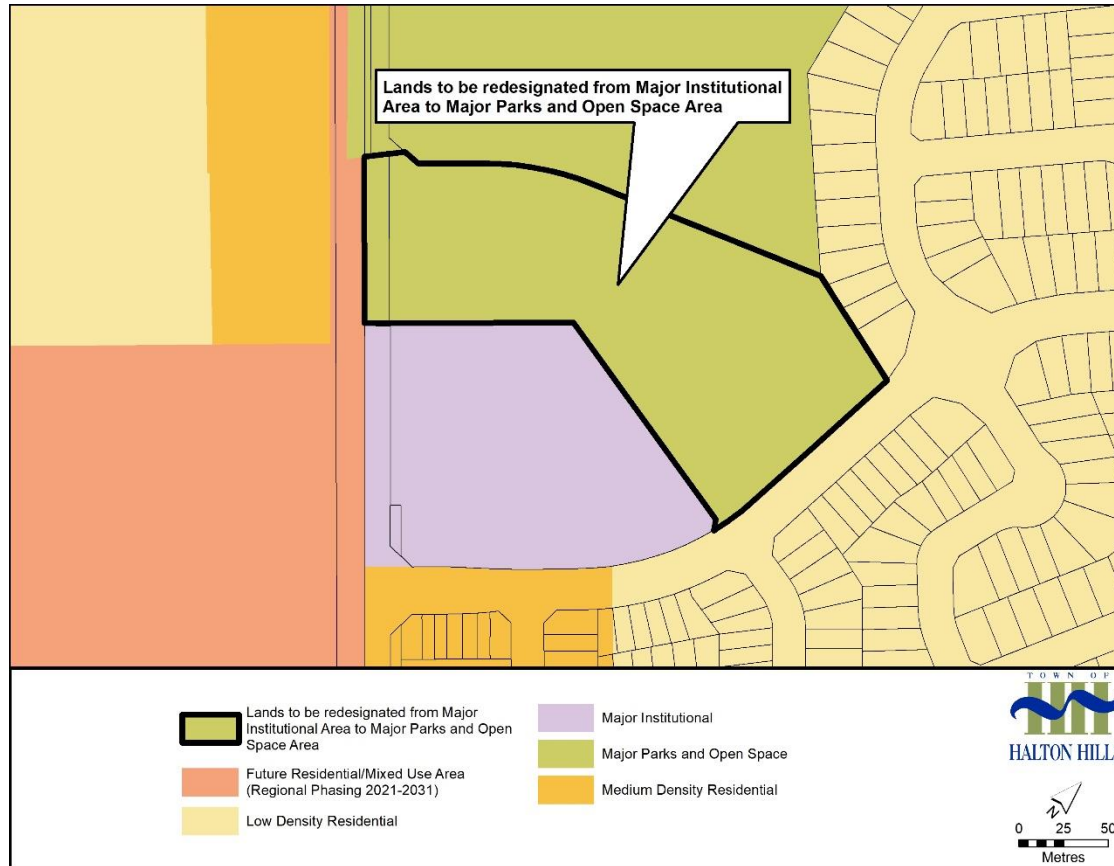 Lands to be redesignated from Major Institutional
Area to Major Parks and Open Space Area
Lands to be redesignated from Major
Institutional Area to Major Parks and Open
Space Area
Future Residential/Mixed Use Area
(Regional Phasing 2021-2031)
Low Density Residential
Major Institutional
Major Parks and Open Space
Medium Density Residential
TOWN OF
HALTON HILL
N
0 25 50
Metres